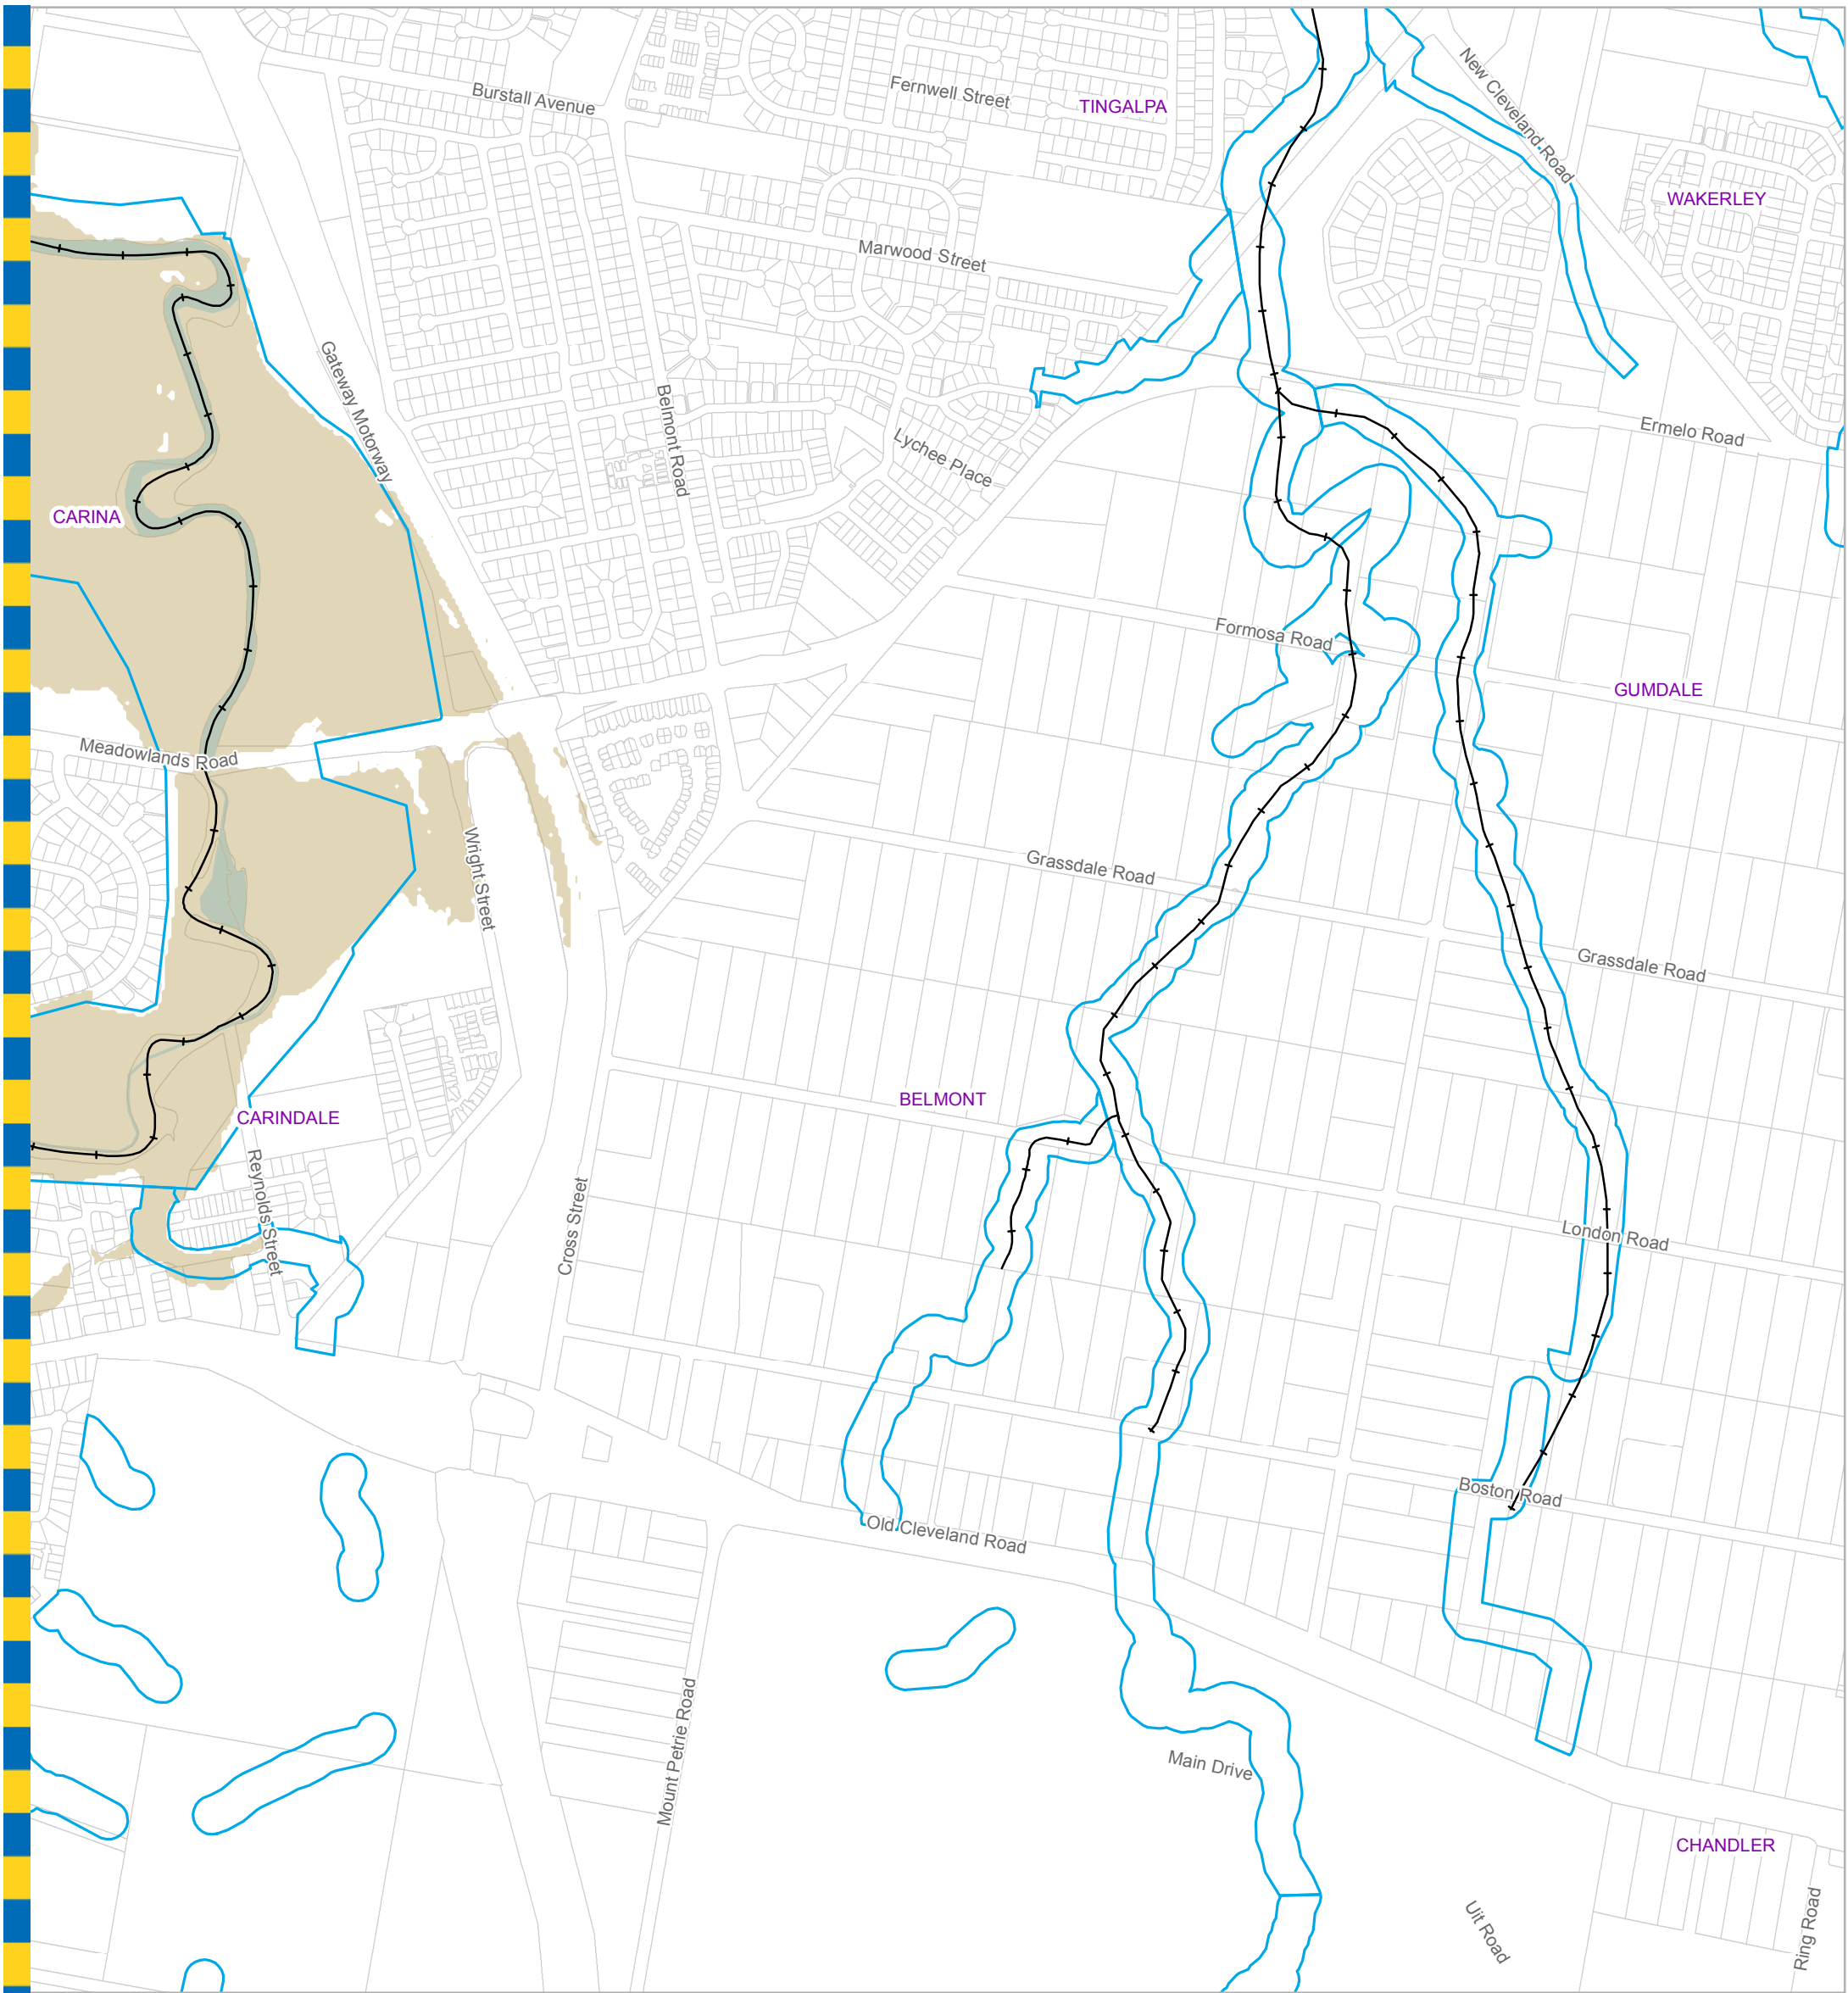 Burstall Avenue
Fernwell Street
TINGALPA
New Cleveland Road
WAKERLEY
Marwood Street
Gateway Motorway
Belmont Road
Lychee Place
Ermelo Road
CARINA
Formosa Road
GUMDALE
Meadowlands Road
Wright Street
Grassdale Road
Grassdale Road
BELMONT
CARINDALE
Reynolds Street
Cross Street
London Road
Boston Road
Old Cleveland Road
Mount Petrie Road
Main Drive
CHANDLER
Uit Road
Ring Road